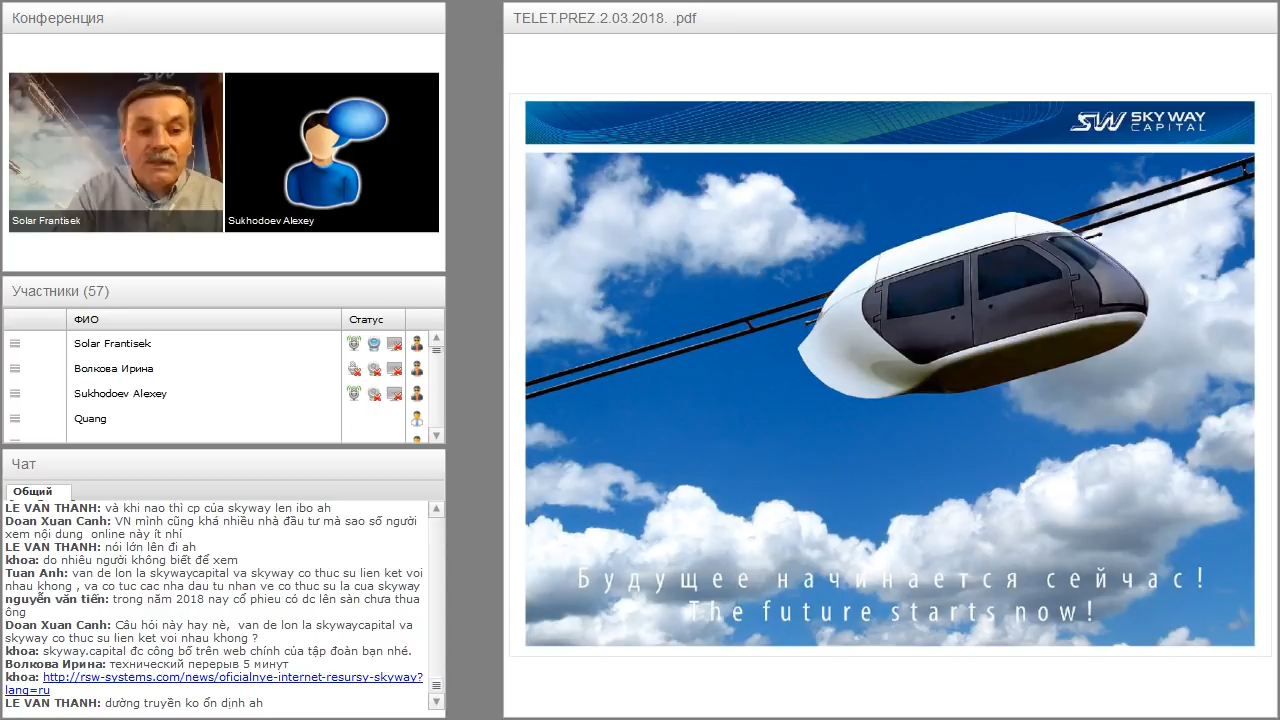 Конференция
Solar Frantisek
Sukhodoev Alexey
Участники (57)
ФИО
Статус
Solar Frantisek
Волкова Ирина
Sukhodoev Alexey
Quang
Чат
Общий
LE VAN THANH: và khi nao thì cp của skyway len ibo ah
Doan Xuan Canh: VN mình cũng khá nhiều nhà đầu tư mà sao số người
xem nội dung online này ít nhỉ
LE VAN THANH: nói lớn lên đi ah
khoa: do nhiêu người không biết để xem
Tuan Anh: van de lon la skywaycapital va skyway co thuc su lien ket voi
nhau khong , va co tuc cac nha dau tu nhan ve co thuc su la cua skyway
nguyễn văn tiến: trong năm 2018 nay cổ phieu có dc lên sàn chưa thua
ông
Doan Xuan Canh: Câu hỏi này hay nè, van de lon la skywaycapital va
skyway co thuc su lien ket voi nhau khong ?
khoa: skyway.capital đc công bố trên web chính của tập đoàn bạn nhé.
Волкова Ирина: технический перерыв 5 минут
khoa: http://rsw-systems.com/news/oficialnye-internet-resursy-skyway?
lang=ru
LE VAN THANH: dường truyền ko ổn dịnh ah
TELET.PREZ.2.03.2018. .pdf
SW SKY WAY
CAPITAL
Будущее начинается сейчас!
The future starts now!